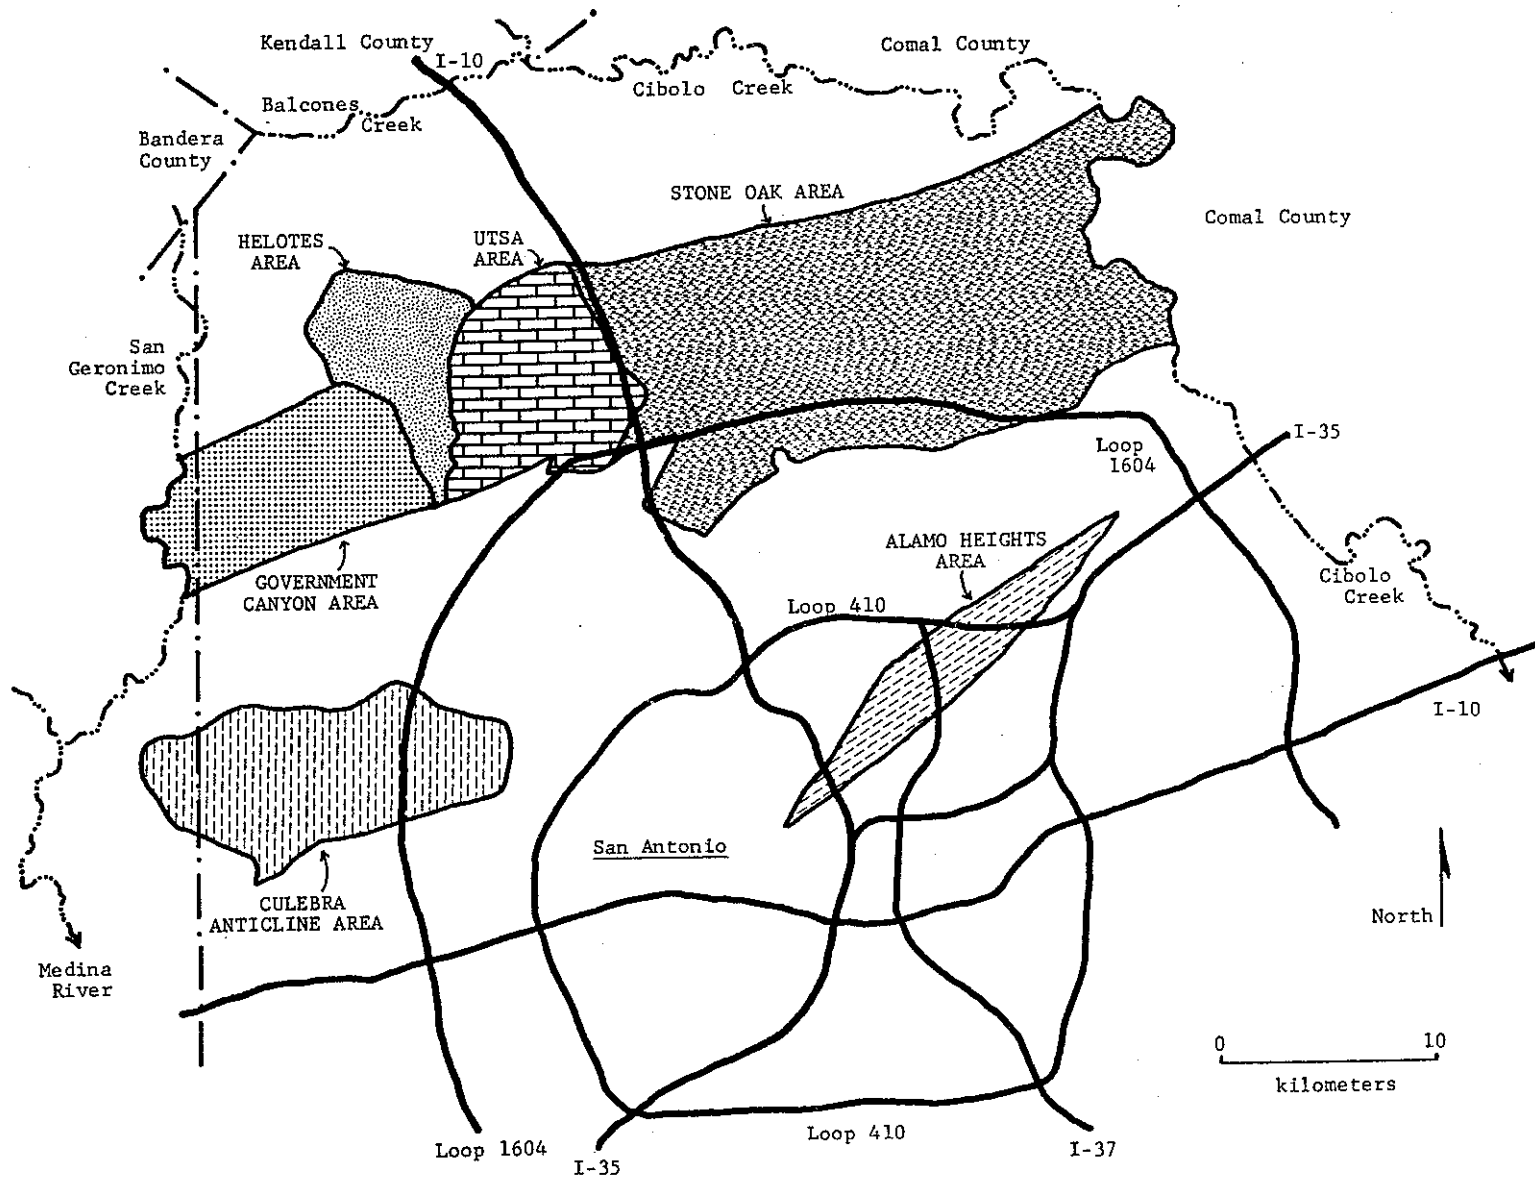 Kendall County
I-10
Comal County
Cibolo Creek
Balcones
Creek
Bandera
County
STONE OAK AREA
Comal County
HELOTES
AREA
UTSA
AREA
San
Geronimo
Creek
I-35
Loop
1604
ALAMO HEIGHTS
AREA
GOVERNMENT
CANYON AREA
Cibolo
Creek
Loop 410
I-10
San Antonio
CULEBRA
ANTICLINE AREA
North
Medina
River
0 10
kilometers
Loop 1604
I-35
Loop 410
I-37